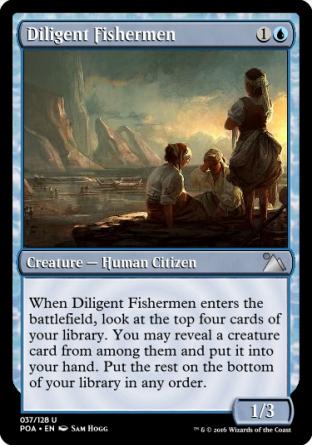 Diligent Fishermen 1
Creature — Human Citizen
When Diligent Fishermen enters the
battlefield, look at the top four cards of
your library. You may reveal a creature
card from among them and put it into
your hand. Put the rest on the bottom
of your library in any order.
1/3
037/128 U
POA • EN Sam Hogg
™ & © 2016 Wizards of the Coast